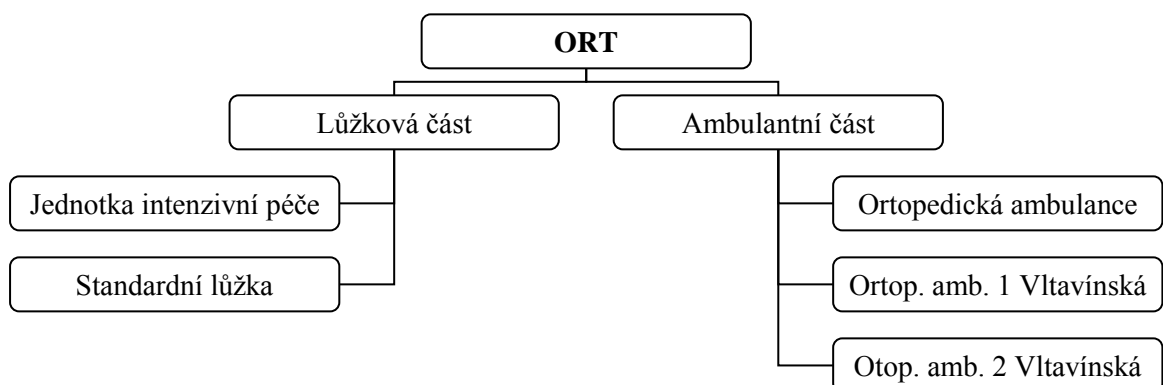 ORT
Lůžková část
Ambulantní část
Jednotka intenzivní péče
Ortopedická ambulance
Standardní lůžka
Ortop. amb. 1 Vltavínská
Otop. amb. 2 Vltavínská